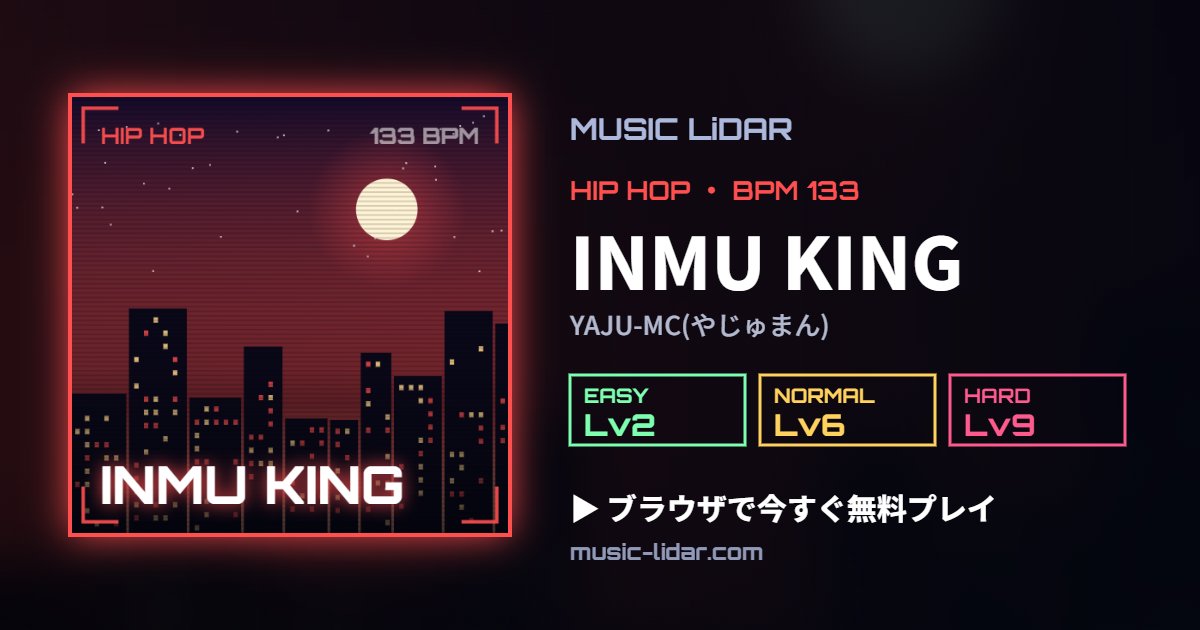 HIP HOP
133 BPM
INMU KING
MUSIC LiDAR
HIP HOP • BPM 133
INMU KING
YAJU-MC(やじゅまん)
EASY
Lv2
NORMAL
Lv6
HARD
Lv9
▶ ブラウザで今すぐ無料プレイ
music-lidar.com